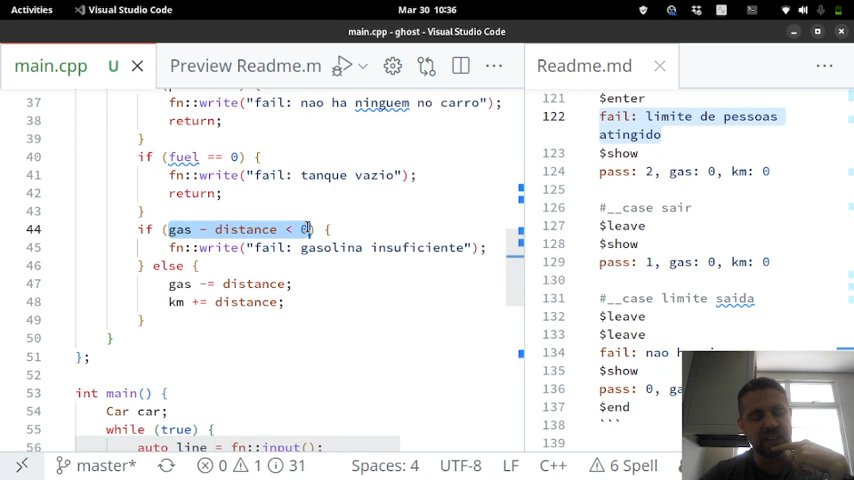 Activities
Visual Studio Code
Mar 30 10:36
main.cpp - ghost - Visual Studio Code
main.cpp U
Preview Readme.m
Readme.md
37 fn::write("fail: nao ha ninguem no carro");
38 return;
39 }
40 if (fuel == 0) {
41 fn::write("fail: tanque vazio");
42 return;
43 }
44 if (gas - distance < 0) {
45 fn::write("fail: gasolina insuficiente");
46 } else {
47 gas -= distance;
48 km += distance;
49 }
50 }
51 };
52
53 int main() {
54 Car car;
55 while (true) {
56 auto line = fn::input();
121 $enter
122 fail: limite de pessoas
atingido
123 $show
124 pass: 2, gas: 0, km: 0
125
126 #__case sair
127 $leave
128 $show
129 pass: 1, gas: 0, km: 0
130
131 #__case limite saida
132 $leave
133 $leave
134 fail: nao
135 $show
136 pass: 0,
137 $end
138 ```
139
master* 0 1 31 Spaces: 4 UTF-8 LF C++ 6 Spell